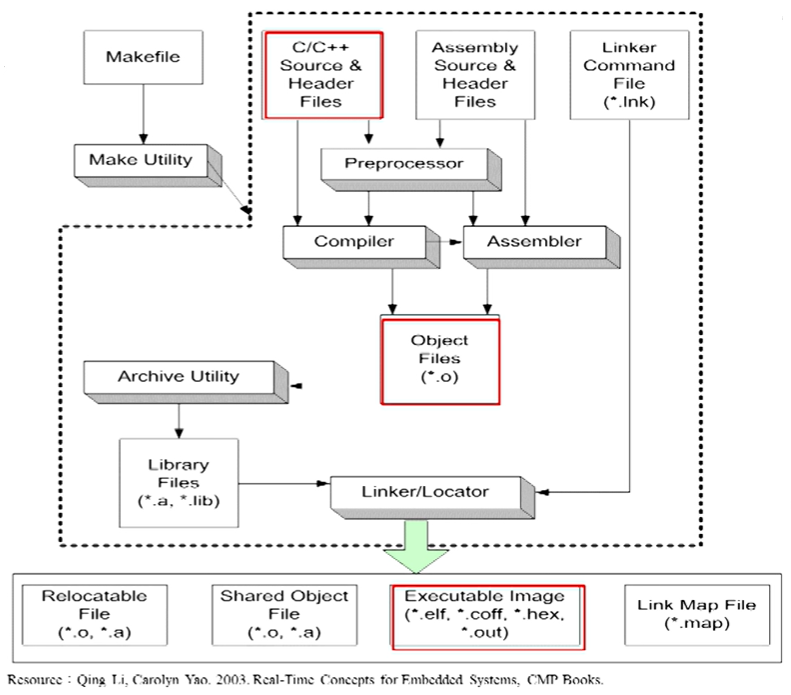 Makefile
C/C++
Source &
Header
Files
Assembly
Source &
Header
Files
Linker
Command
File
(*.lnk)
Make Utility
Preprocessor
Compiler
Assembler
Object
Files
(*.o)
Archive Utility
Library
Files
(*.a, *.lib)
Linker/Locator
Relocatable
File
(*.o, *.a)
Shared Object
File
(*.o, *.a)
Executable Image
(*.elf, *.coff, *.hex,
*.out)
Link Map File
(*.map)
Resource：Qing Li, Carolyn Yao. 2003. Real-Time Concepts for Embedded Systems, CMP Books.